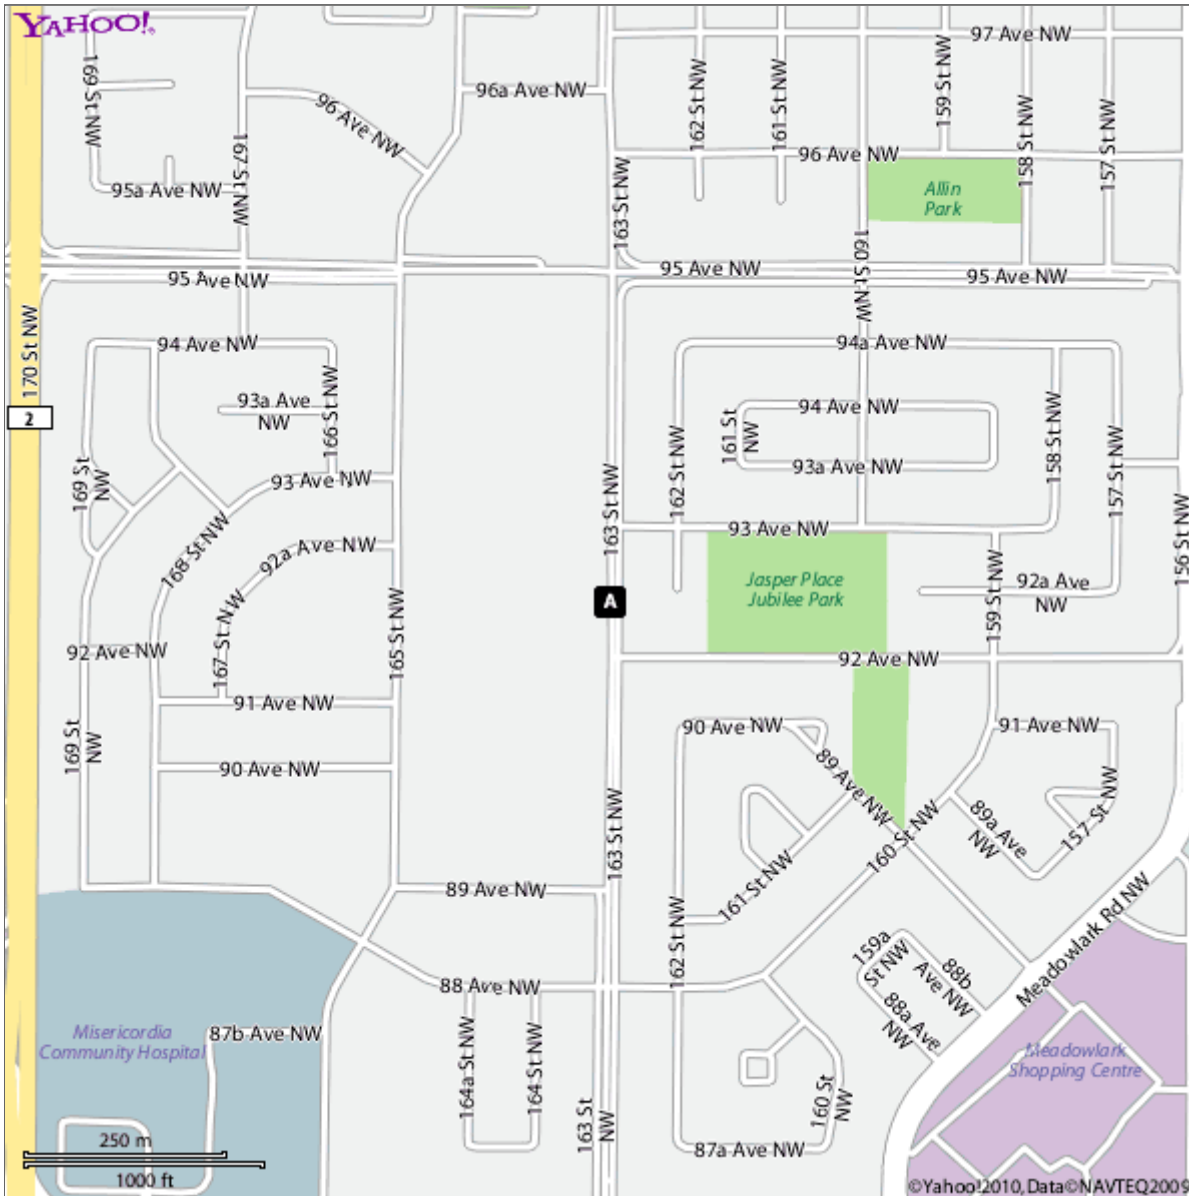 YAHOO!®
97 Ave NW
96a Ave NW
96 Ave NW
169 St NW
167 St NW
162 St NW
161 St NW
159 St NW
158 St NW
157 St NW
96 Ave NW
95a Ave NW
163 St NW
Allin
Park
160 St NW
95 Ave NW
95 Ave NW
95 Ave NW
170 St NW
2
94 Ave NW
94a Ave NW
93a Ave
NW
166 St NW
94 Ave NW
161 St
NW
93a Ave NW
162 St NW
158 St NW
157 St NW
169 St
NW
93 Ave NW
163 St NW
93 Ave NW
156 St NW
168 St NW
92a Ave NW
Jasper Place
Jubilee Park
159 St NW
92a Ave
NW
A
167 St NW
165 St NW
92 Ave NW
92 Ave NW
91 Ave NW
169 St
NW
90 Ave NW
91 Ave NW
90 Ave NW
89 Ave NW
163 St NW
160 St NW
89a Ave
NW
157 St NW
89 Ave NW
161 St NW
162 St NW
Meadowlark Rd NW
159a
St NW
88b
Ave NW
88a Ave
NW
88 Ave NW
87b Ave NW
Misericordia
Community Hospital
Meadowlark
Shopping Centre
164a St NW
164 St NW
163 St
NW
160 St
NW
87a Ave NW
250 m
1000 ft
©Yahoo!2010, Data©NAVTEQ2009